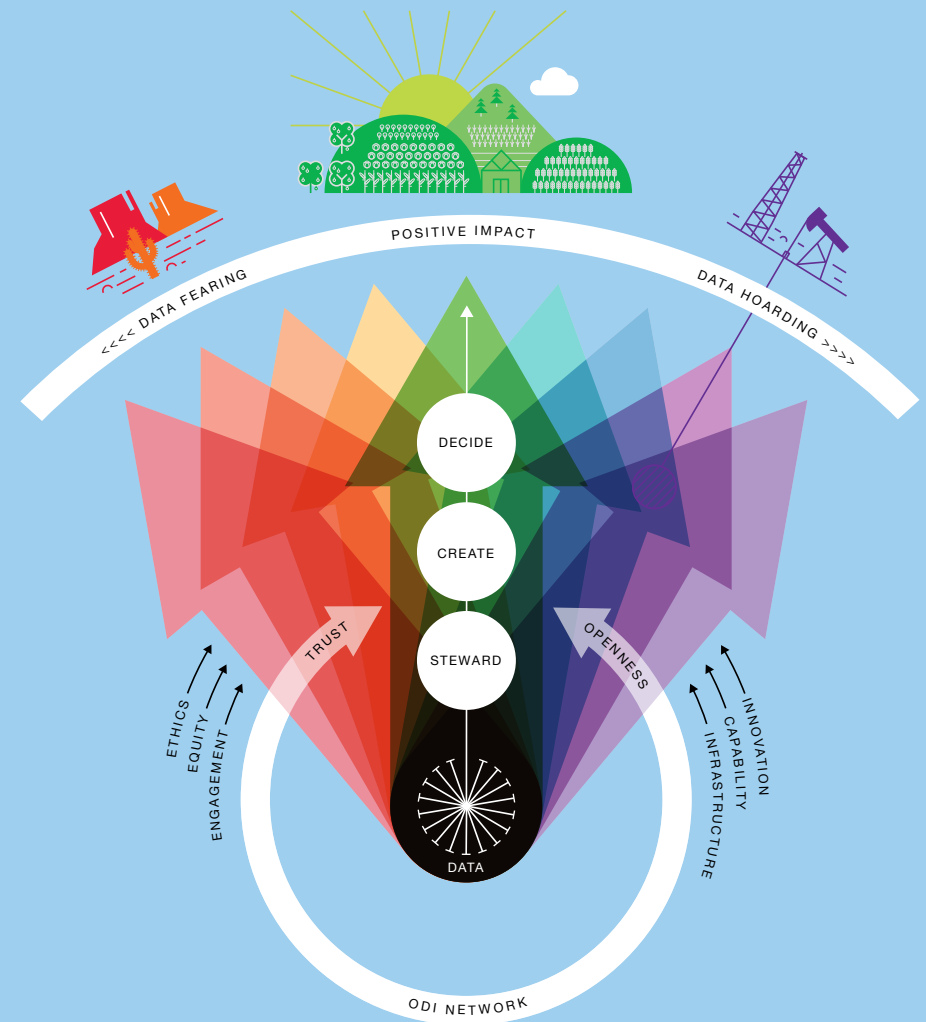 POSITIVE IMPACT
<<<< DATA FEARING
DATA HOARDING >>>>
DECIDE
CREATE
STEWARD
TRUST
OPENNESS
ETHICS
EQUITY
ENGAGEMENT
INNOVATION
CAPABILITY
INFRASTRUCTURE
DATA
ODI NETWORK